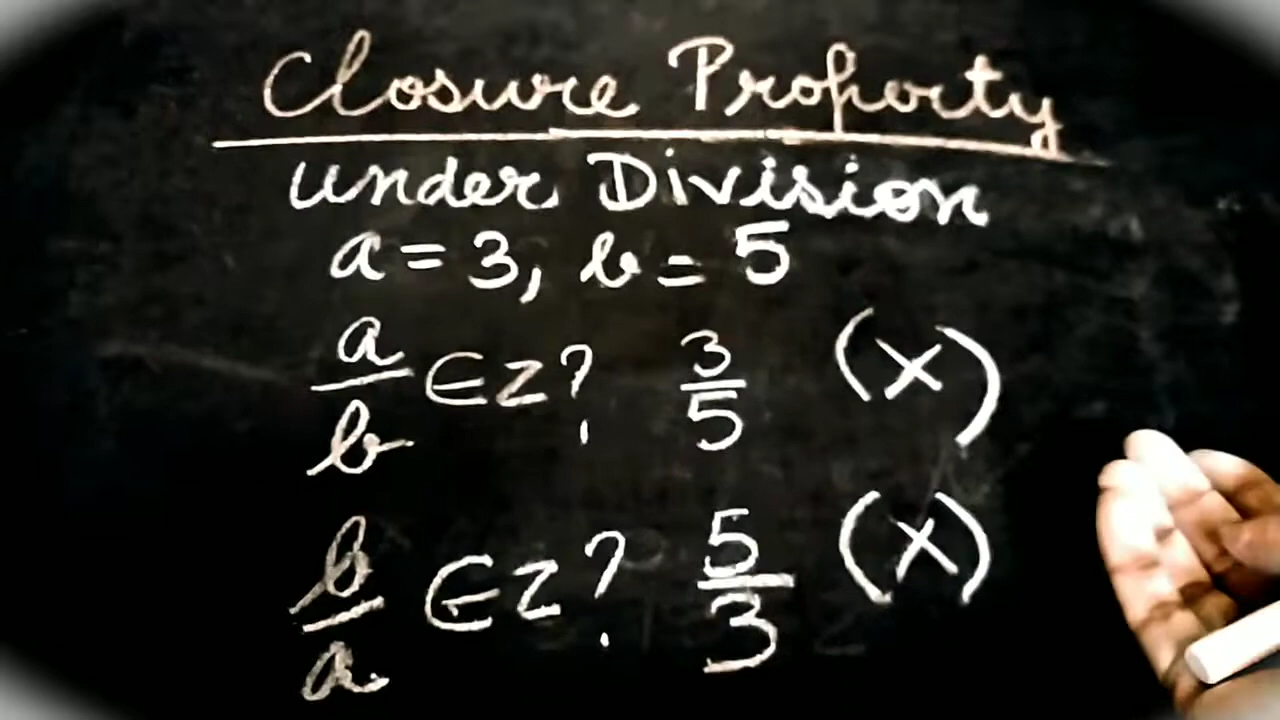 Closure Property
under Division
a = 3, b = 5
a/b ∈ Z? 3/5 (x)
b/a ∈ Z? 5/3 (x)